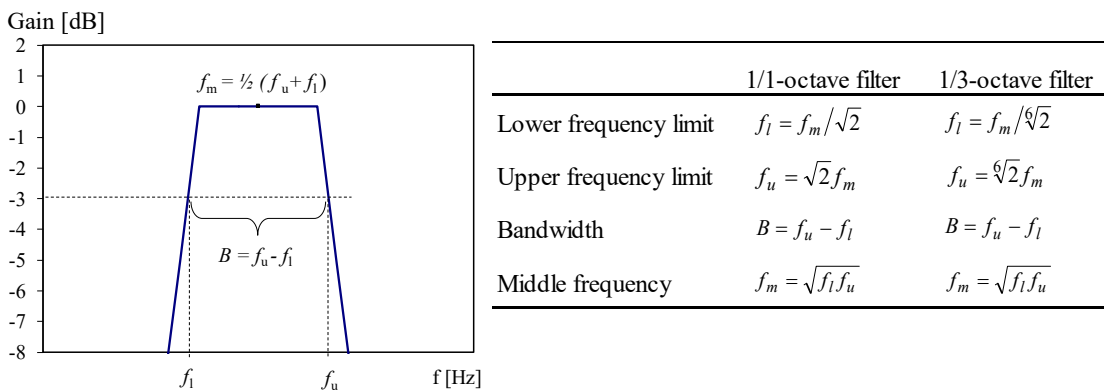 Gain [dB]
2
1
0
-1
-2
-3
-4
-5
-6
-7
-8
f_m = ½ (f_u+f_l)
B = f_u - f_l
f_l
f_u
f [Hz]
1/1-octave filter 1/3-octave filter
Lower frequency limit f_l = f_m/√2 f_l = f_m/⁶√2
Upper frequency limit f_u = √2 f_m f_u = ⁶√2 f_m
Bandwidth B = f_u − f_l B = f_u − f_l
Middle frequency f_m = √(f_l f_u) f_m = √(f_l f_u)